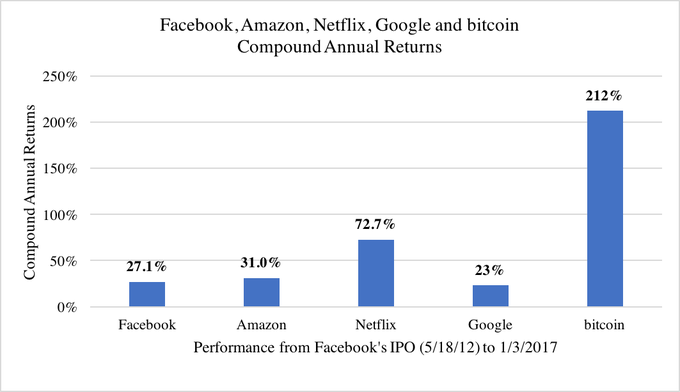 Facebook, Amazon, Netflix, Google and bitcoin
Compound Annual Returns
250%
200%
150%
100%
50%
0%
Compound Annual Returns
27.1%
31.0%
72.7%
23%
212%
Facebook Amazon Netflix Google bitcoin
Performance from Facebook's IPO (5/18/12) to 1/3/2017